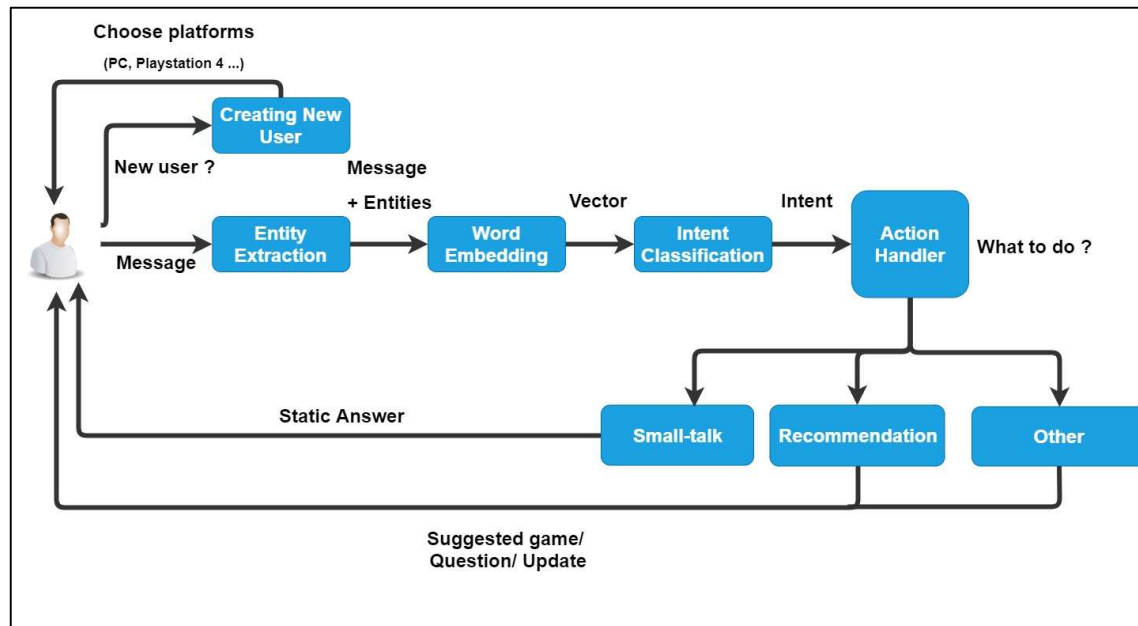 Choose platforms
(PC, Playstation 4 ...)
Creating New
User
New user ?
Message
+ Entities
Vector
Intent
Message
Entity
Extraction
Word
Embedding
Intent
Classification
Action
Handler
What to do ?
Static Answer
Small-talk
Recommendation
Other
Suggested game/
Question/ Update